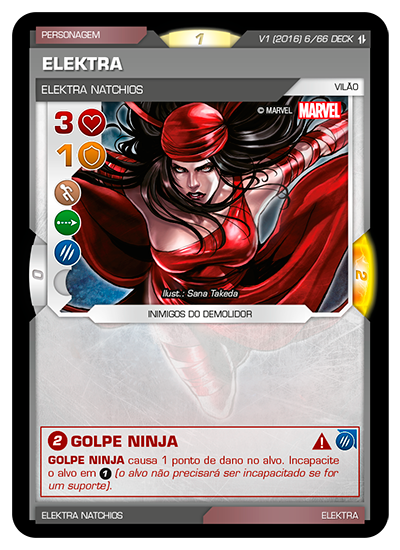 PERSONAGEM
1
V1 (2016) 6/66 DECK
ELEKTRA
ELEKTRA NATCHIOS
VILÃO
3
© MARVEL MARVEL
1
0
2
Ilust.: Sana Takeda
INIMIGOS DO DEMOLIDOR
2 GOLPE NINJA
GOLPE NINJA causa 1 ponto de dano no alvo. Incapacite
o alvo em 1 (o alvo não precisará ser incapacitado se for
um suporte).
ELEKTRA NATCHIOS
ELEKTRA